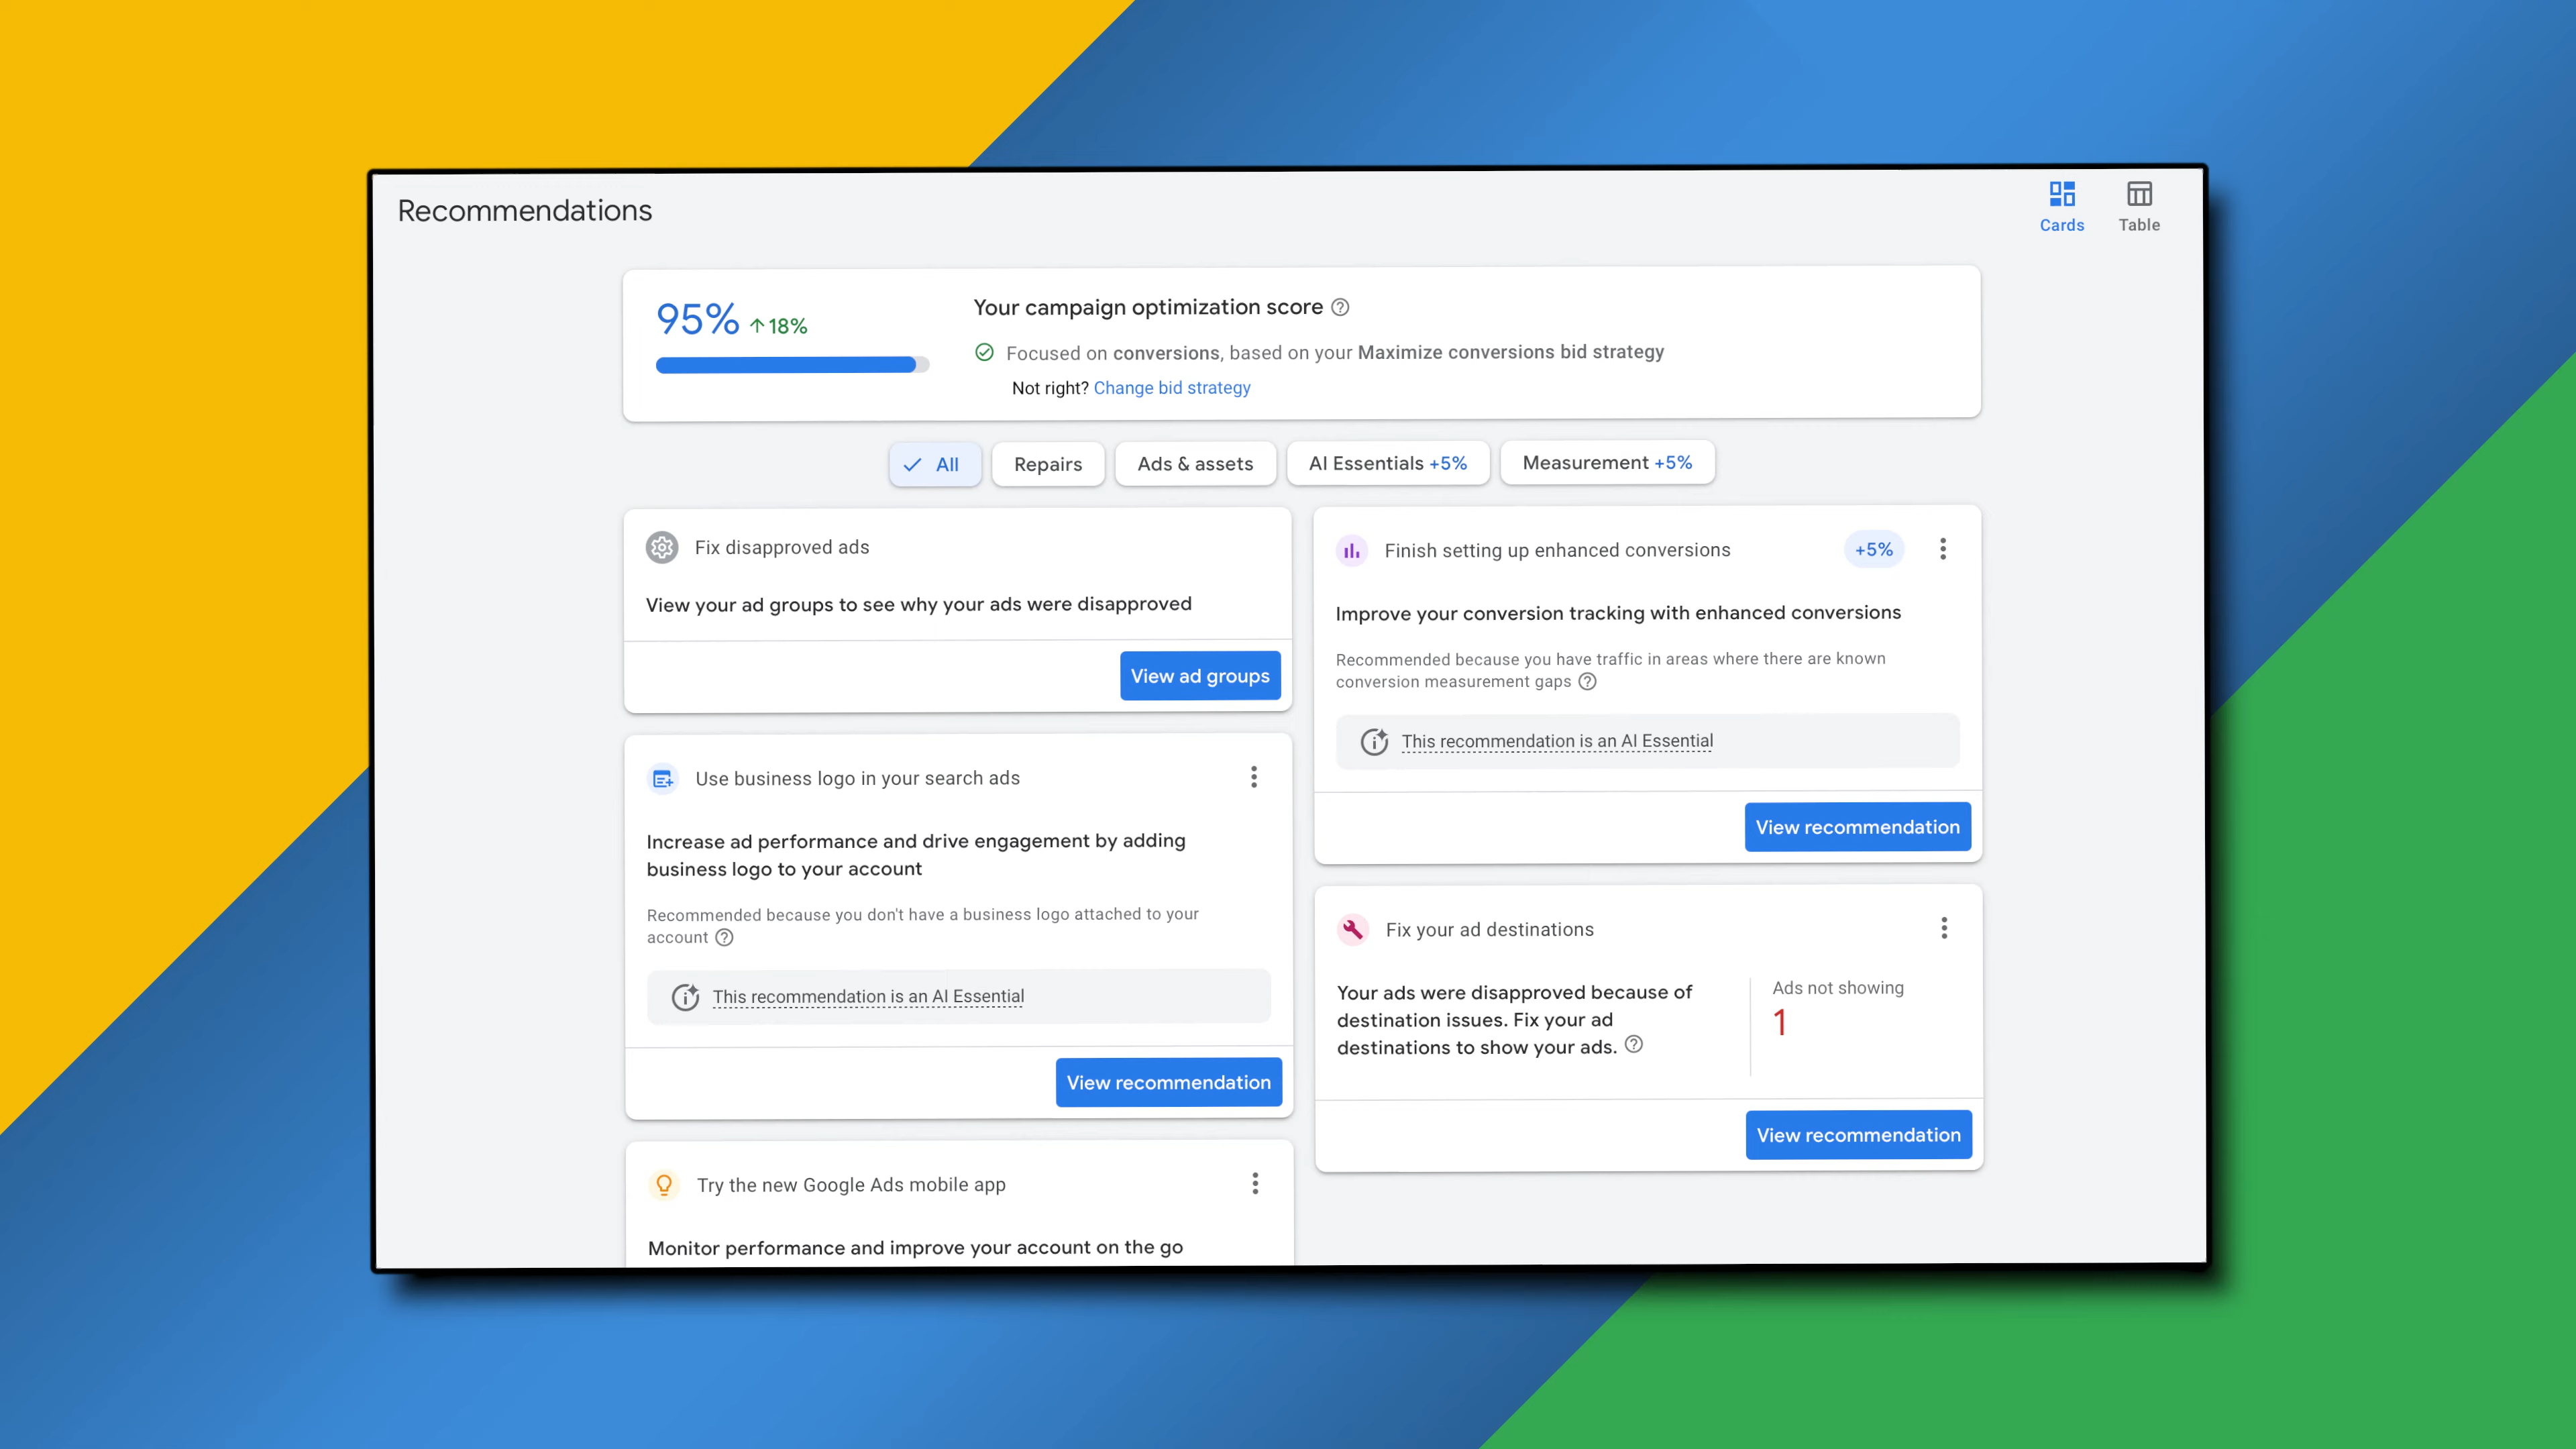 Recommendations
Cards
Table
95% ↑18%
Your campaign optimization score
Focused on conversions, based on your Maximize conversions bid strategy
Not right? Change bid strategy
All
Repairs
Ads & assets
AI Essentials +5%
Measurement +5%
Fix disapproved ads
View your ad groups to see why your ads were disapproved
View ad groups
Use business logo in your search ads
Increase ad performance and drive engagement by adding
business logo to your account
Recommended because you don't have a business logo attached to your
account
This recommendation is an AI Essential
View recommendation
Try the new Google Ads mobile app
Monitor performance and improve your account on the go
Finish setting up enhanced conversions
+5%
Improve your conversion tracking with enhanced conversions
Recommended because you have traffic in areas where there are known
conversion measurement gaps
This recommendation is an AI Essential
View recommendation
Fix your ad destinations
Your ads were disapproved because of
destination issues. Fix your ad
destinations to show your ads.
Ads not showing
1
View recommendation